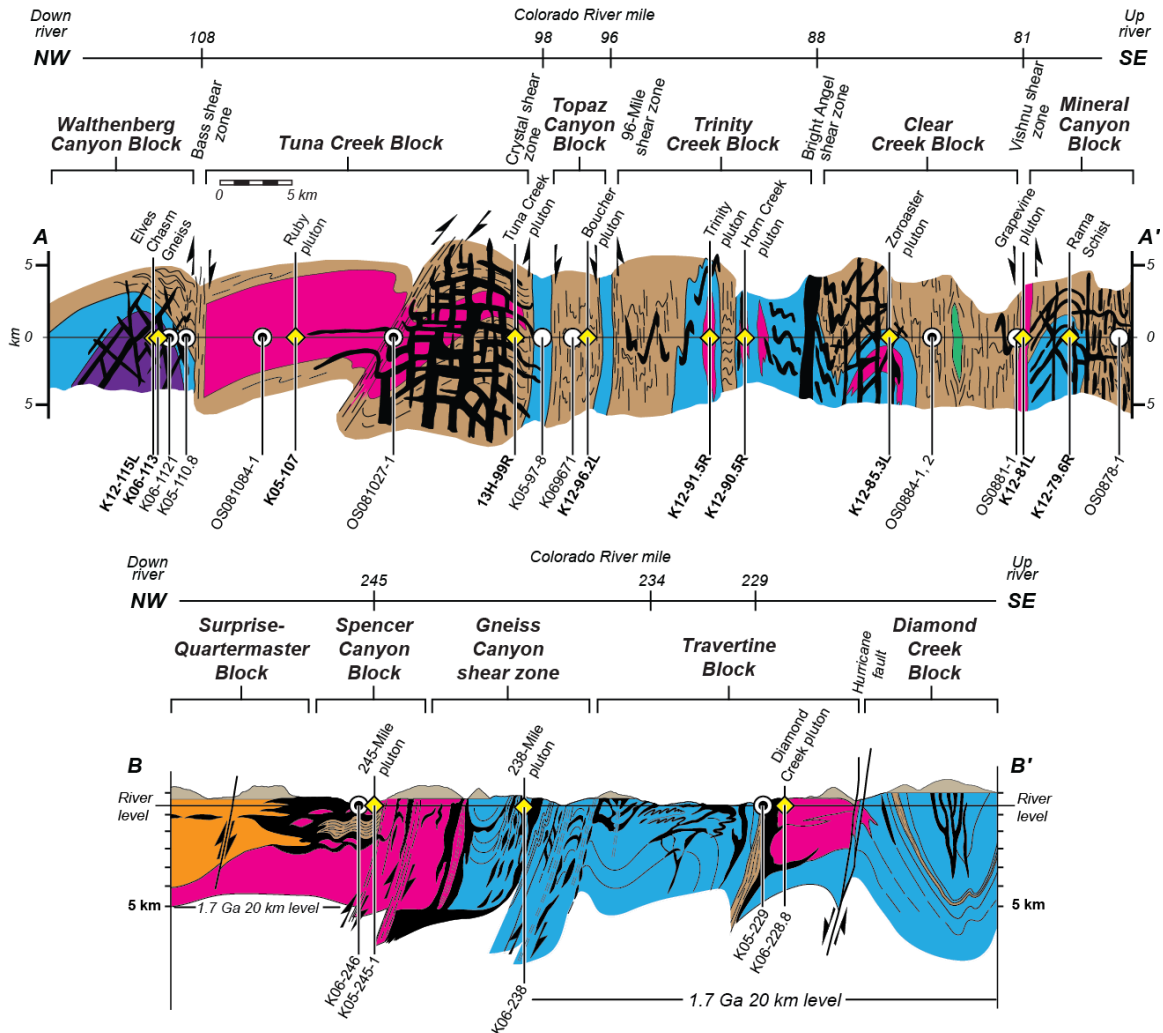 Down
river
NW
Colorado River mile
Up
river
SE
108
98
96
88
81
Walthenberg
Canyon Block
Bass shear
zone
Tuna Creek Block
Crystal shear
zone
Topaz
Canyon
Block
96-Mile
shear zone
Trinity
Creek Block
Bright Angel
shear zone
Clear
Creek Block
Vishnu shear
zone
Mineral
Canyon
Block
0
5 km
A
A'
Elves
Chasm
Gneiss
Ruby
pluton
Tuna Creek
pluton
Boucher
pluton
Trinity
pluton
Horn Creek
pluton
Zoroaster
pluton
Grapevine
pluton
Rama
Schist
5
km
0
5
5
0
5
K12-115L
K06-113
K06-1121
K05-110.8
OS081084-1
K05-107
OS081027-1
13H-99R
K05-97-8
K069671
K12-96.2L
K12-91.5R
K12-90.5R
K12-85.3L
OS0884-1, 2
OS0881-1
K12-81L
K12-79.6R
OS0878-1
Down
river
NW
Colorado River mile
Up
river
SE
245
234
229
Surprise-
Quartermaster
Block
Spencer
Canyon
Block
Gneiss
Canyon
shear zone
Travertine
Block
Hurricane
fault
Diamond
Creek
Block
B
B'
245-Mile
pluton
238-Mile
pluton
Diamond
Creek pluton
River
level
River
level
5 km
5 km
1.7 Ga 20 km level
K06-246
K05-245-1
K06-238
K05-229
K06-228.8
1.7 Ga 20 km level